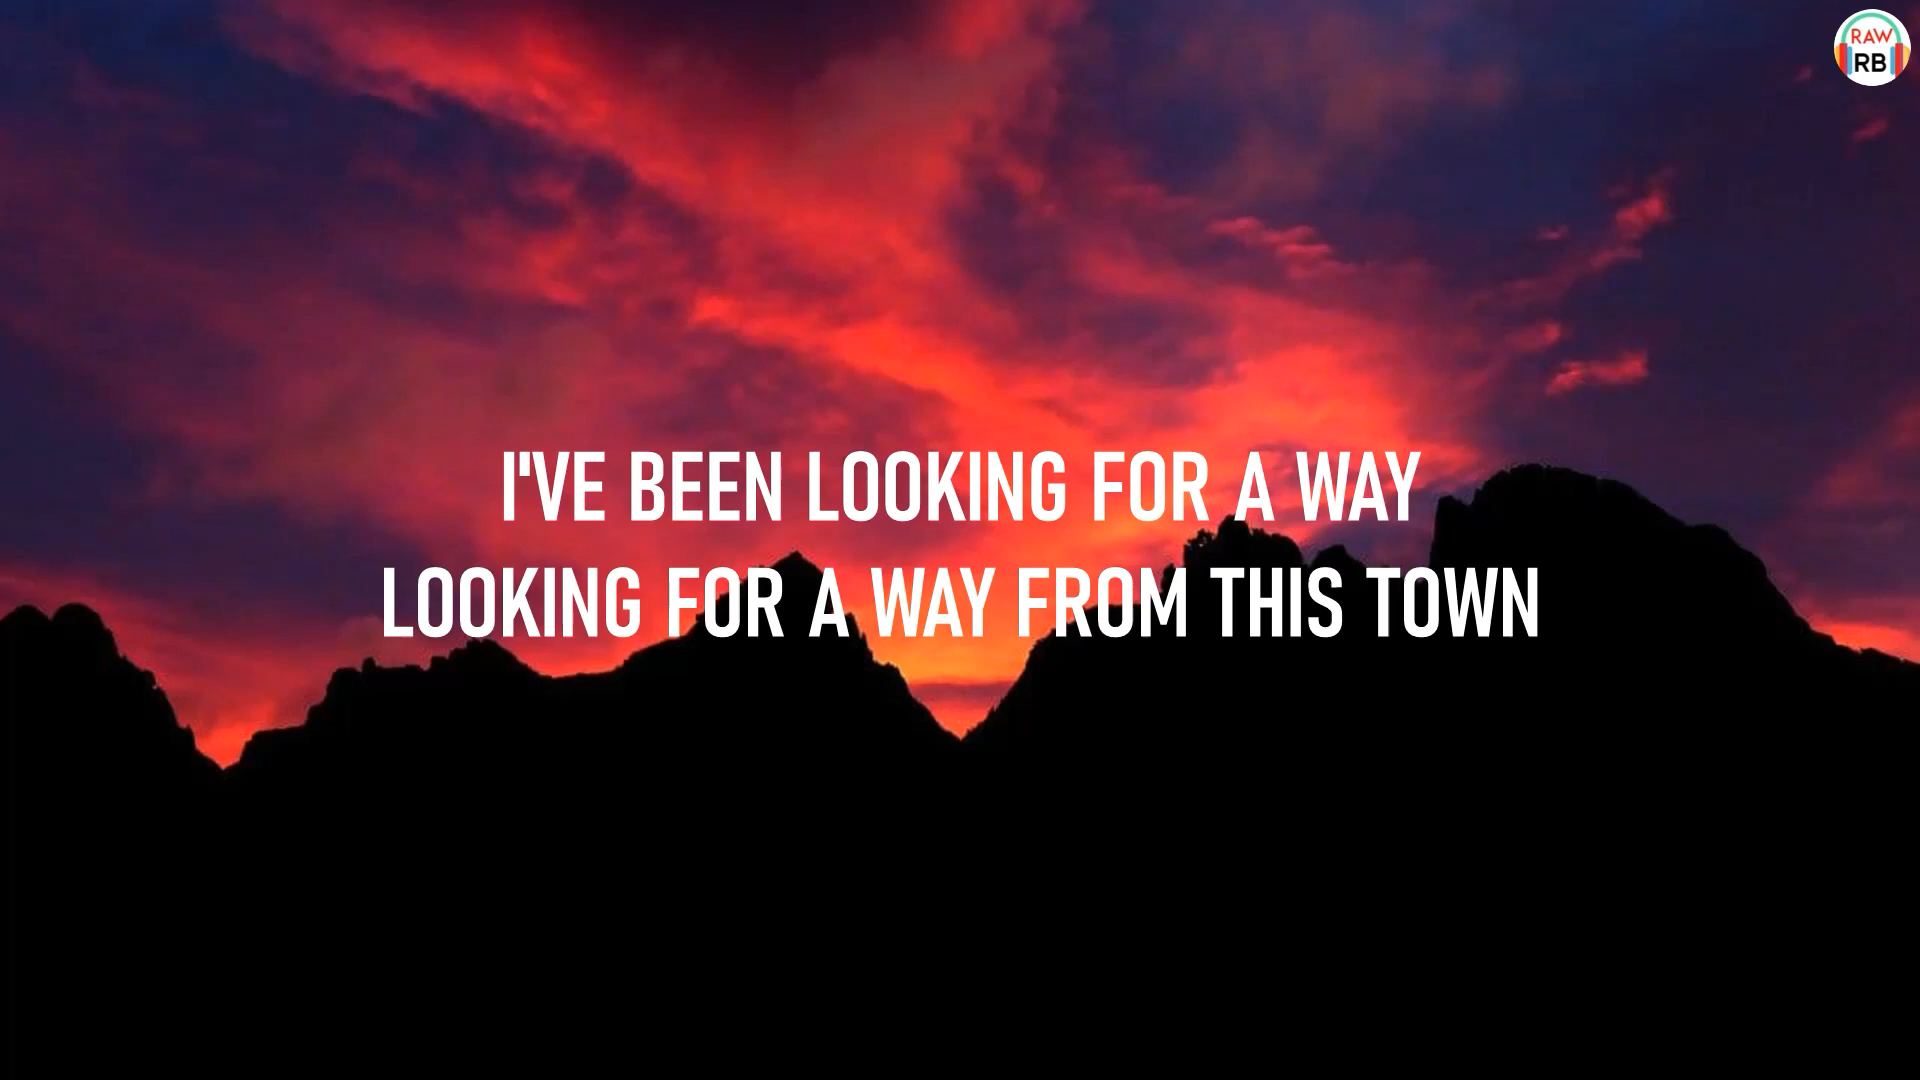 RAW
RB
I'VE BEEN LOOKING FOR A WAY
LOOKING FOR A WAY FROM THIS TOWN